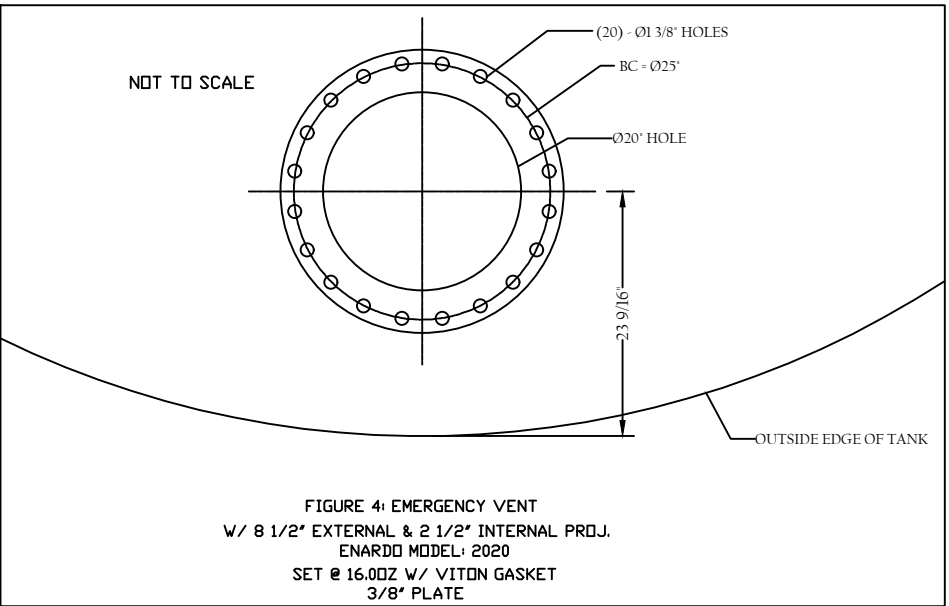 (20) - Ø1 3/8" HOLES
NOT TO SCALE
BC = Ø25"
Ø20" HOLE
23 9/16"
OUTSIDE EDGE OF TANK
FIGURE 4: EMERGENCY VENT
W/ 8 1/2" EXTERNAL & 2 1/2" INTERNAL PROJ.
ENARDO MODEL: 2020
SET @ 16.0OZ W/ VITON GASKET
3/8" PLATE